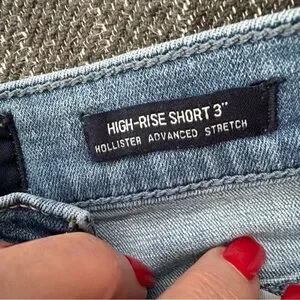 HIGH-RISE SHORT 3"
HOLLISTER ADVANCED STRETCH